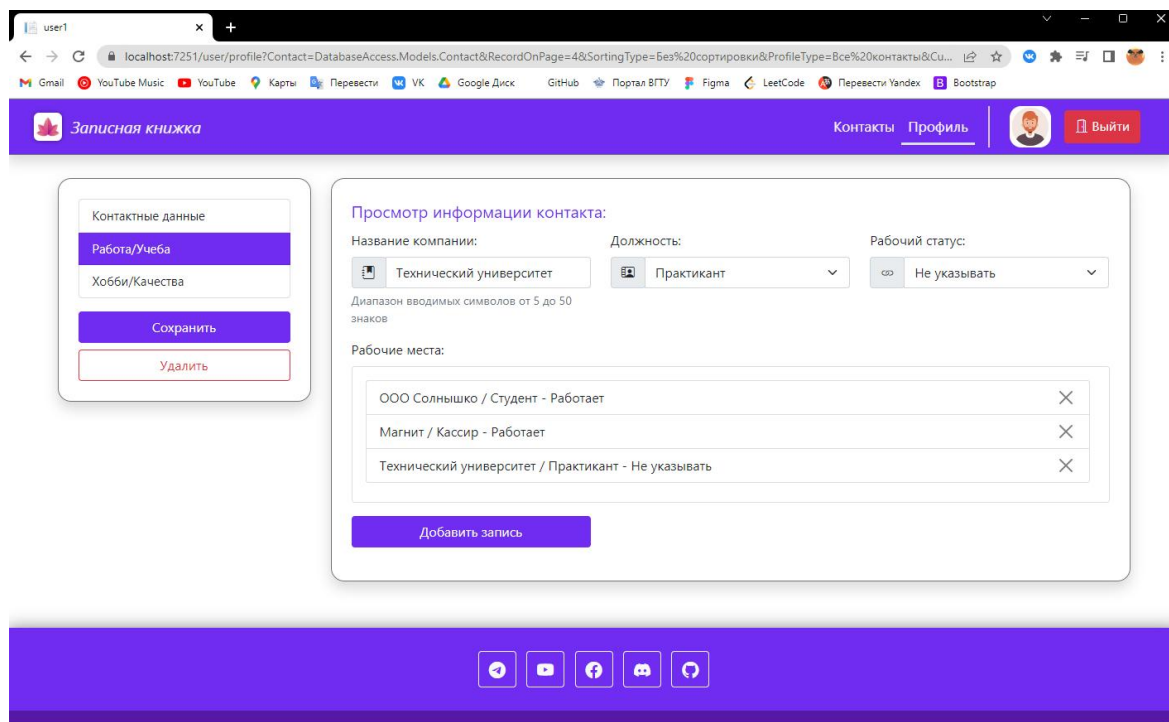 user1
localhost:7251/user/profile?Contact=DatabaseAccess.Models.Contact&RecordOnPage=4&SortingType=Без%20сортировки&ProfileType=Все%20контакты&Cu...
Gmail YouTube Music YouTube Карты Перевести VK Google Диск GitHub Портал ВГТУ Figma LeetCode Перевести Yandex B Bootstrap
Записная книжка Контакты Профиль Выйти
Контактные данные
Работа/Учеба
Хобби/Качества
Сохранить
Удалить
Просмотр информации контакта:
Название компании: Должность: Рабочий статус:
Технический университет Практикант Не указывать
Диапазон вводимых символов от 5 до 50
знаков
Рабочие места:
ООО Солнышко / Студент - Работает
Магнит / Кассир - Работает
Технический университет / Практикант - Не указывать
Добавить запись